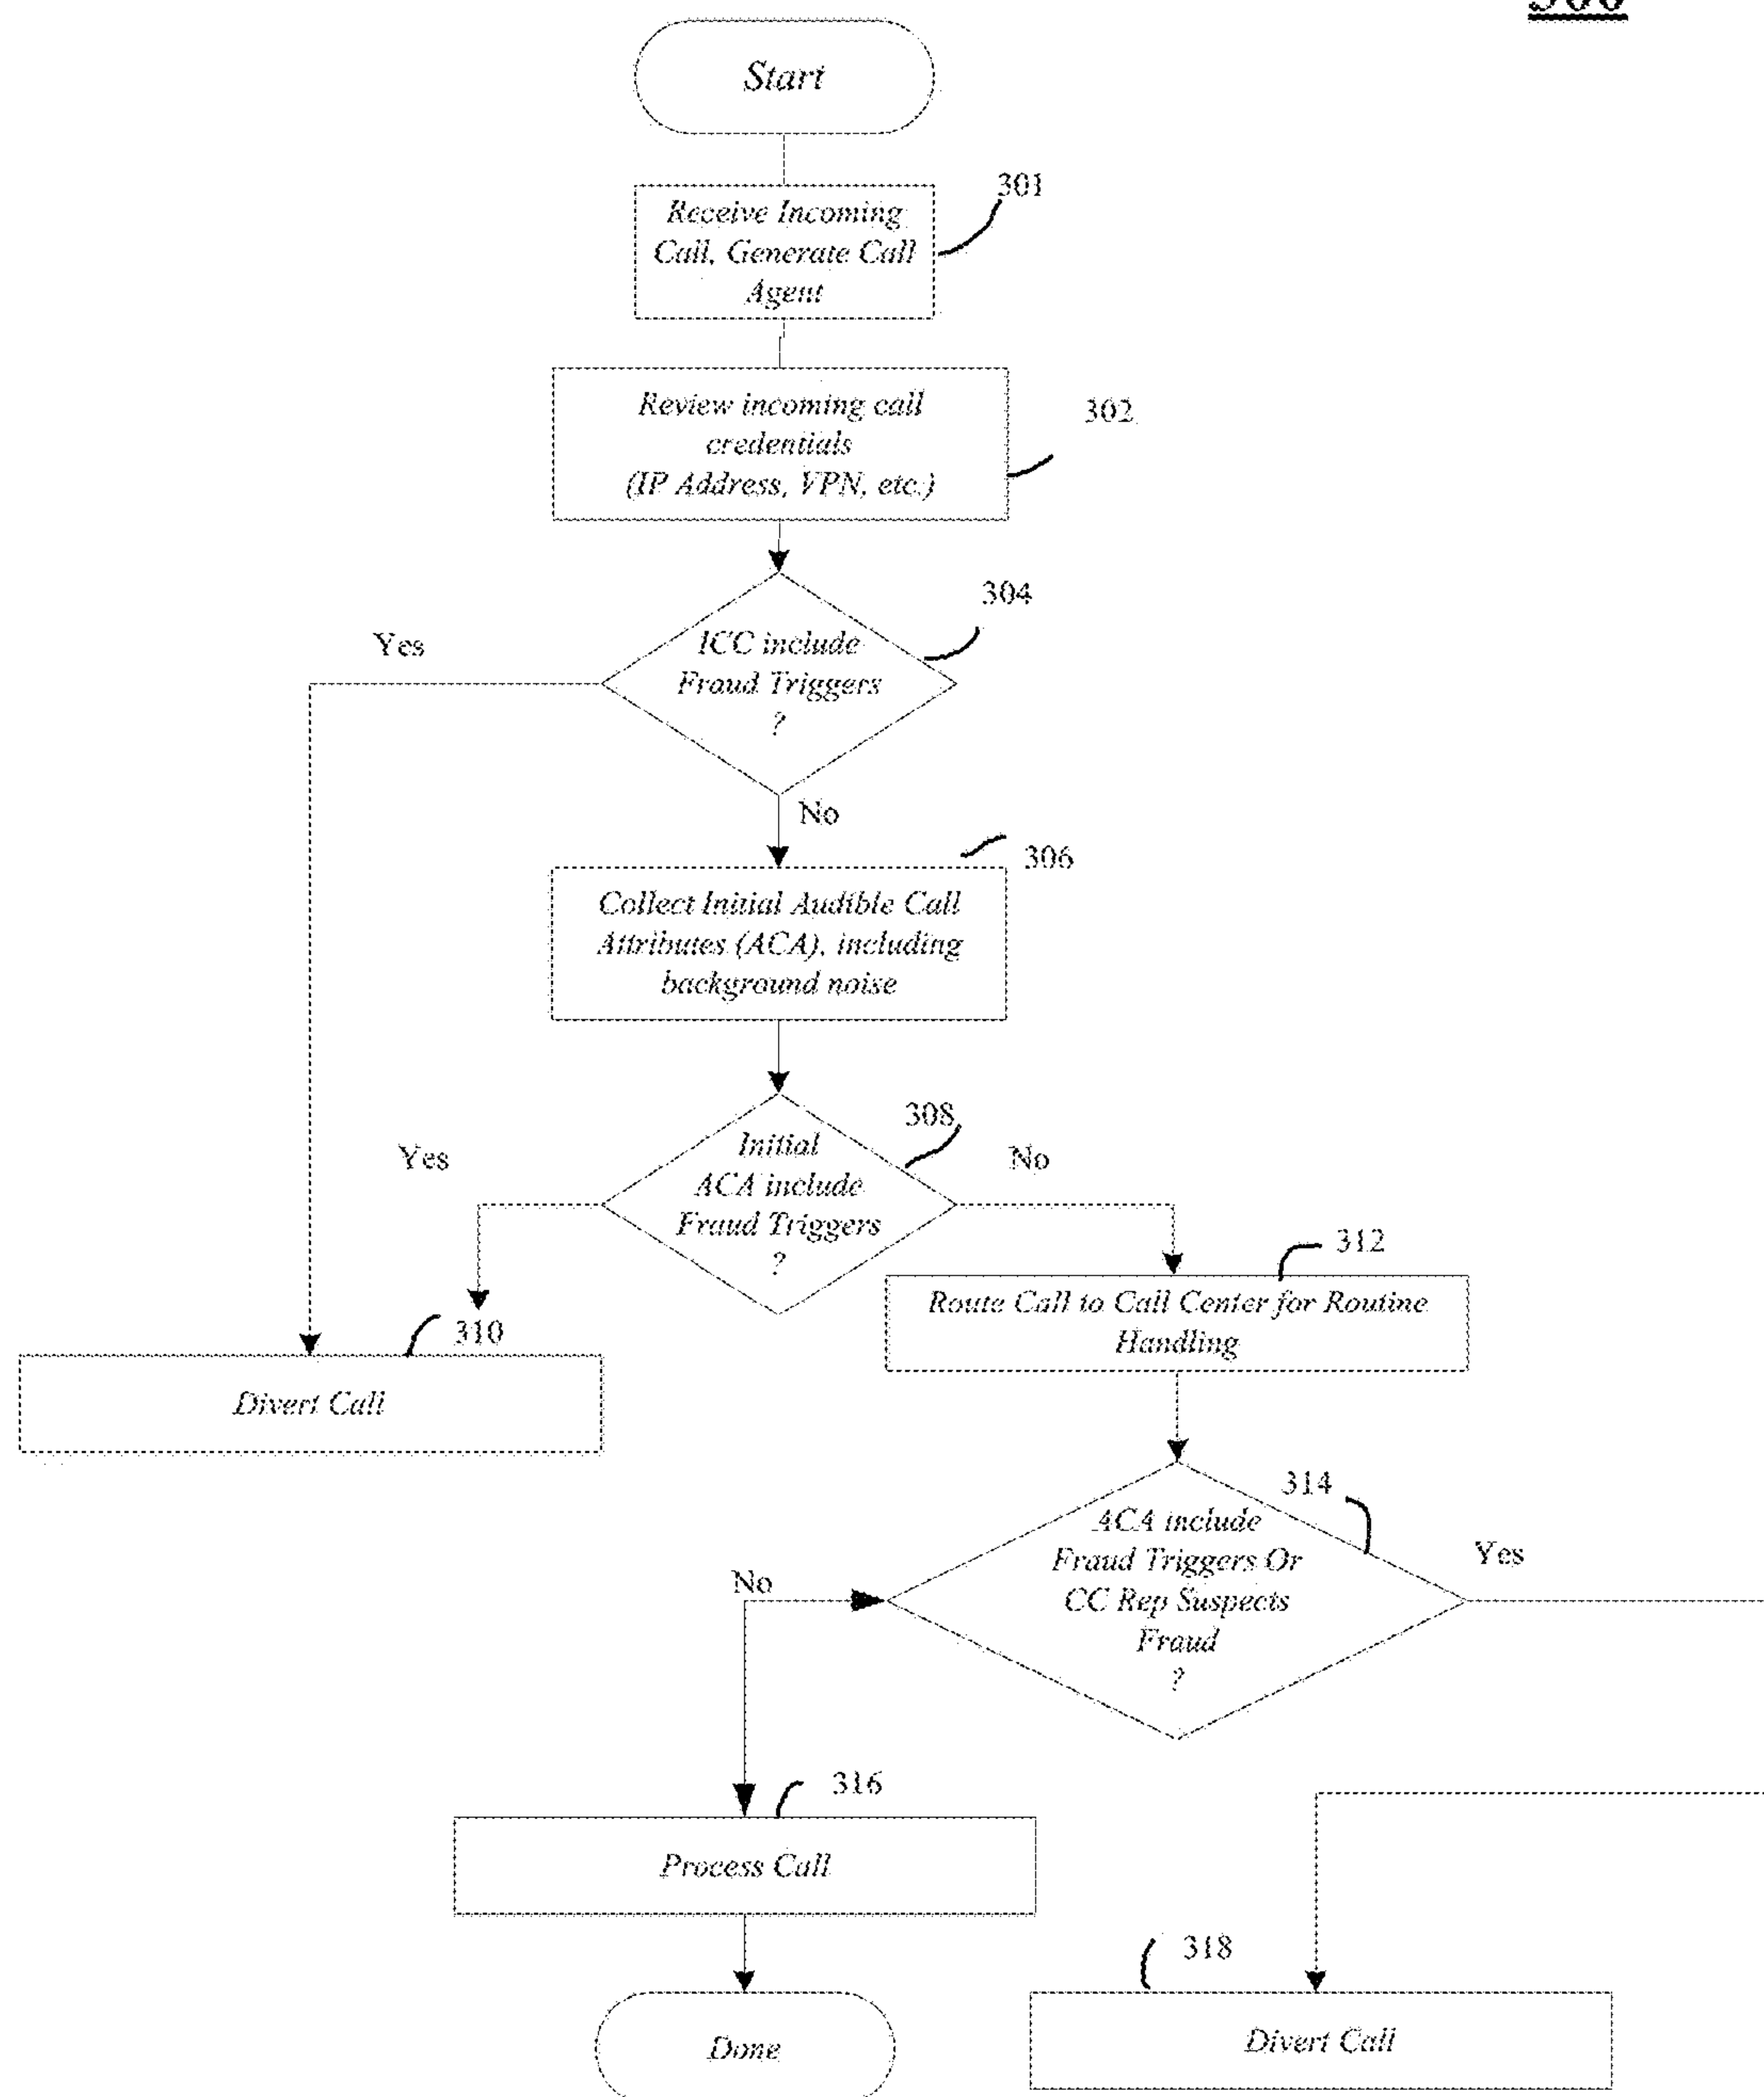 Start
301
Receive Incoming
Call, Generate Call
Agent
302
Review incoming call
credentials
(IP Address, VPN, etc.)
304
Yes
ICC include
Fraud Triggers
?
No
306
Collect Initial Audible Call
Attributes (ACA), including
background noise
308
Yes
Initial
ACA include
Fraud Triggers
?
No
312
Route Call to Call Center for Routine
Handling
310
Divert Call
314
ACA include
Fraud Triggers Or
CC Rep Suspects
Fraud
?
Yes
No
316
Process Call
318
Done
Divert Call